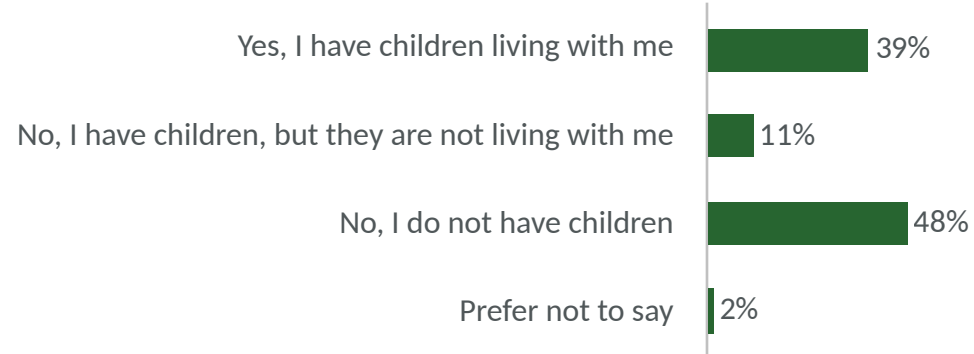 Yes, I have children living with me 39%
No, I have children, but they are not living with me 11%
No, I do not have children 48%
Prefer not to say 2%